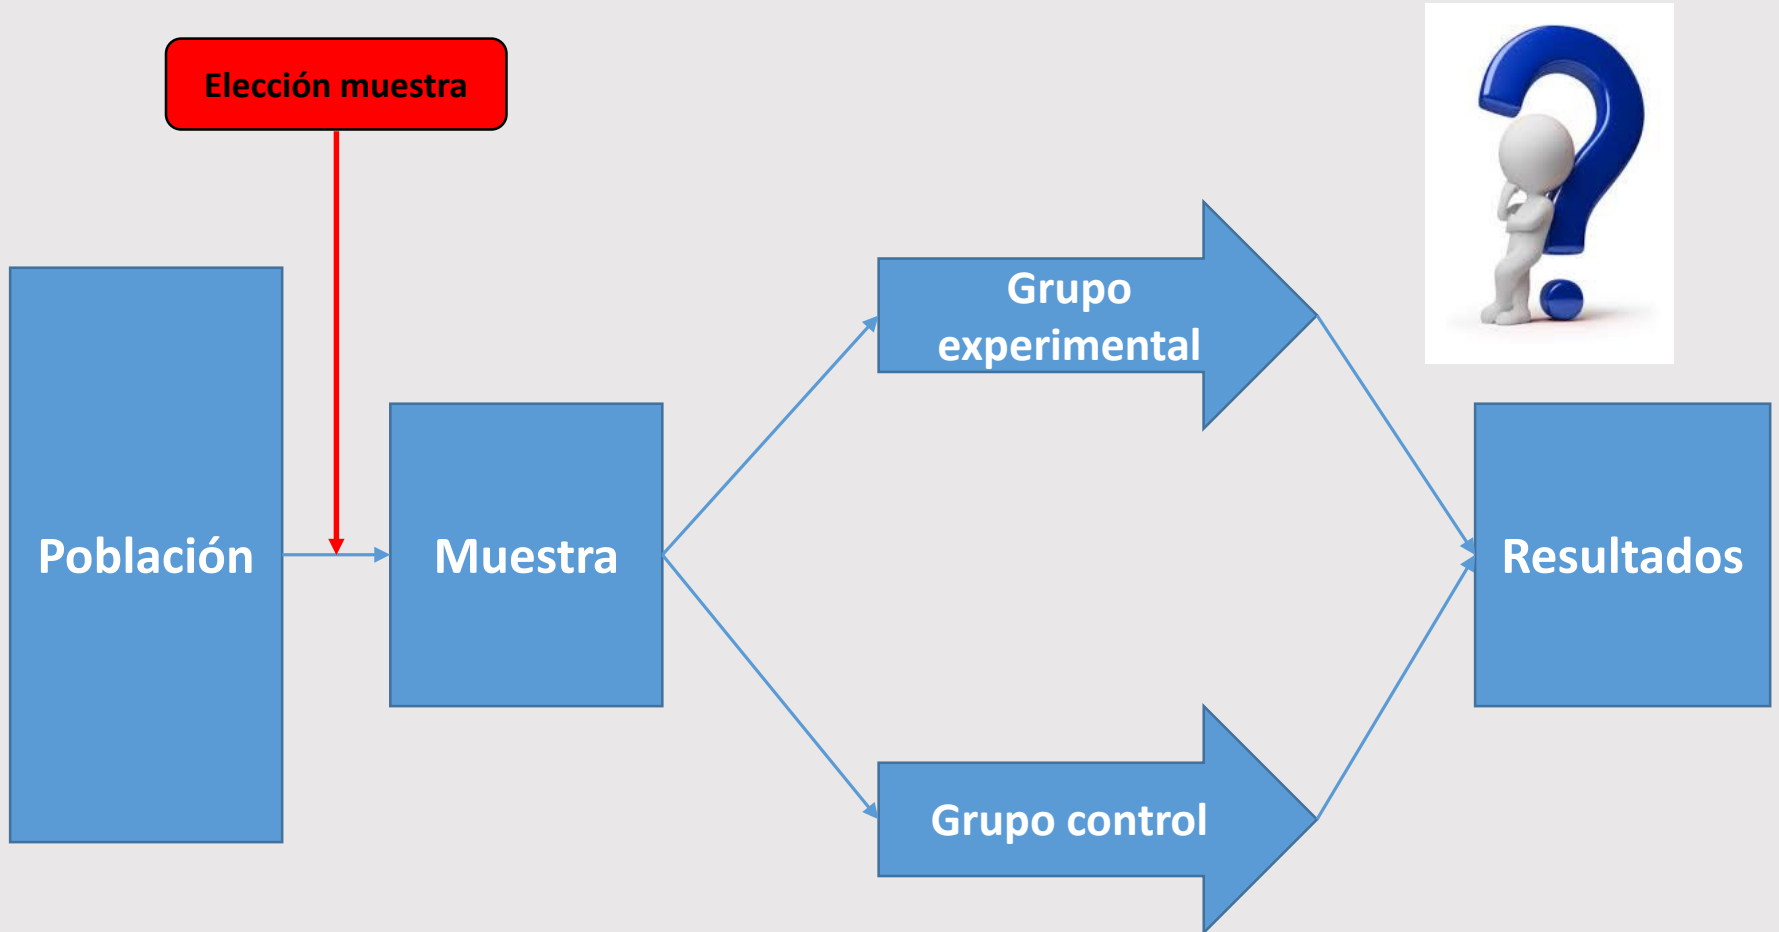 Elección muestra
Grupo
experimental
Población
Muestra
Resultados
Grupo control